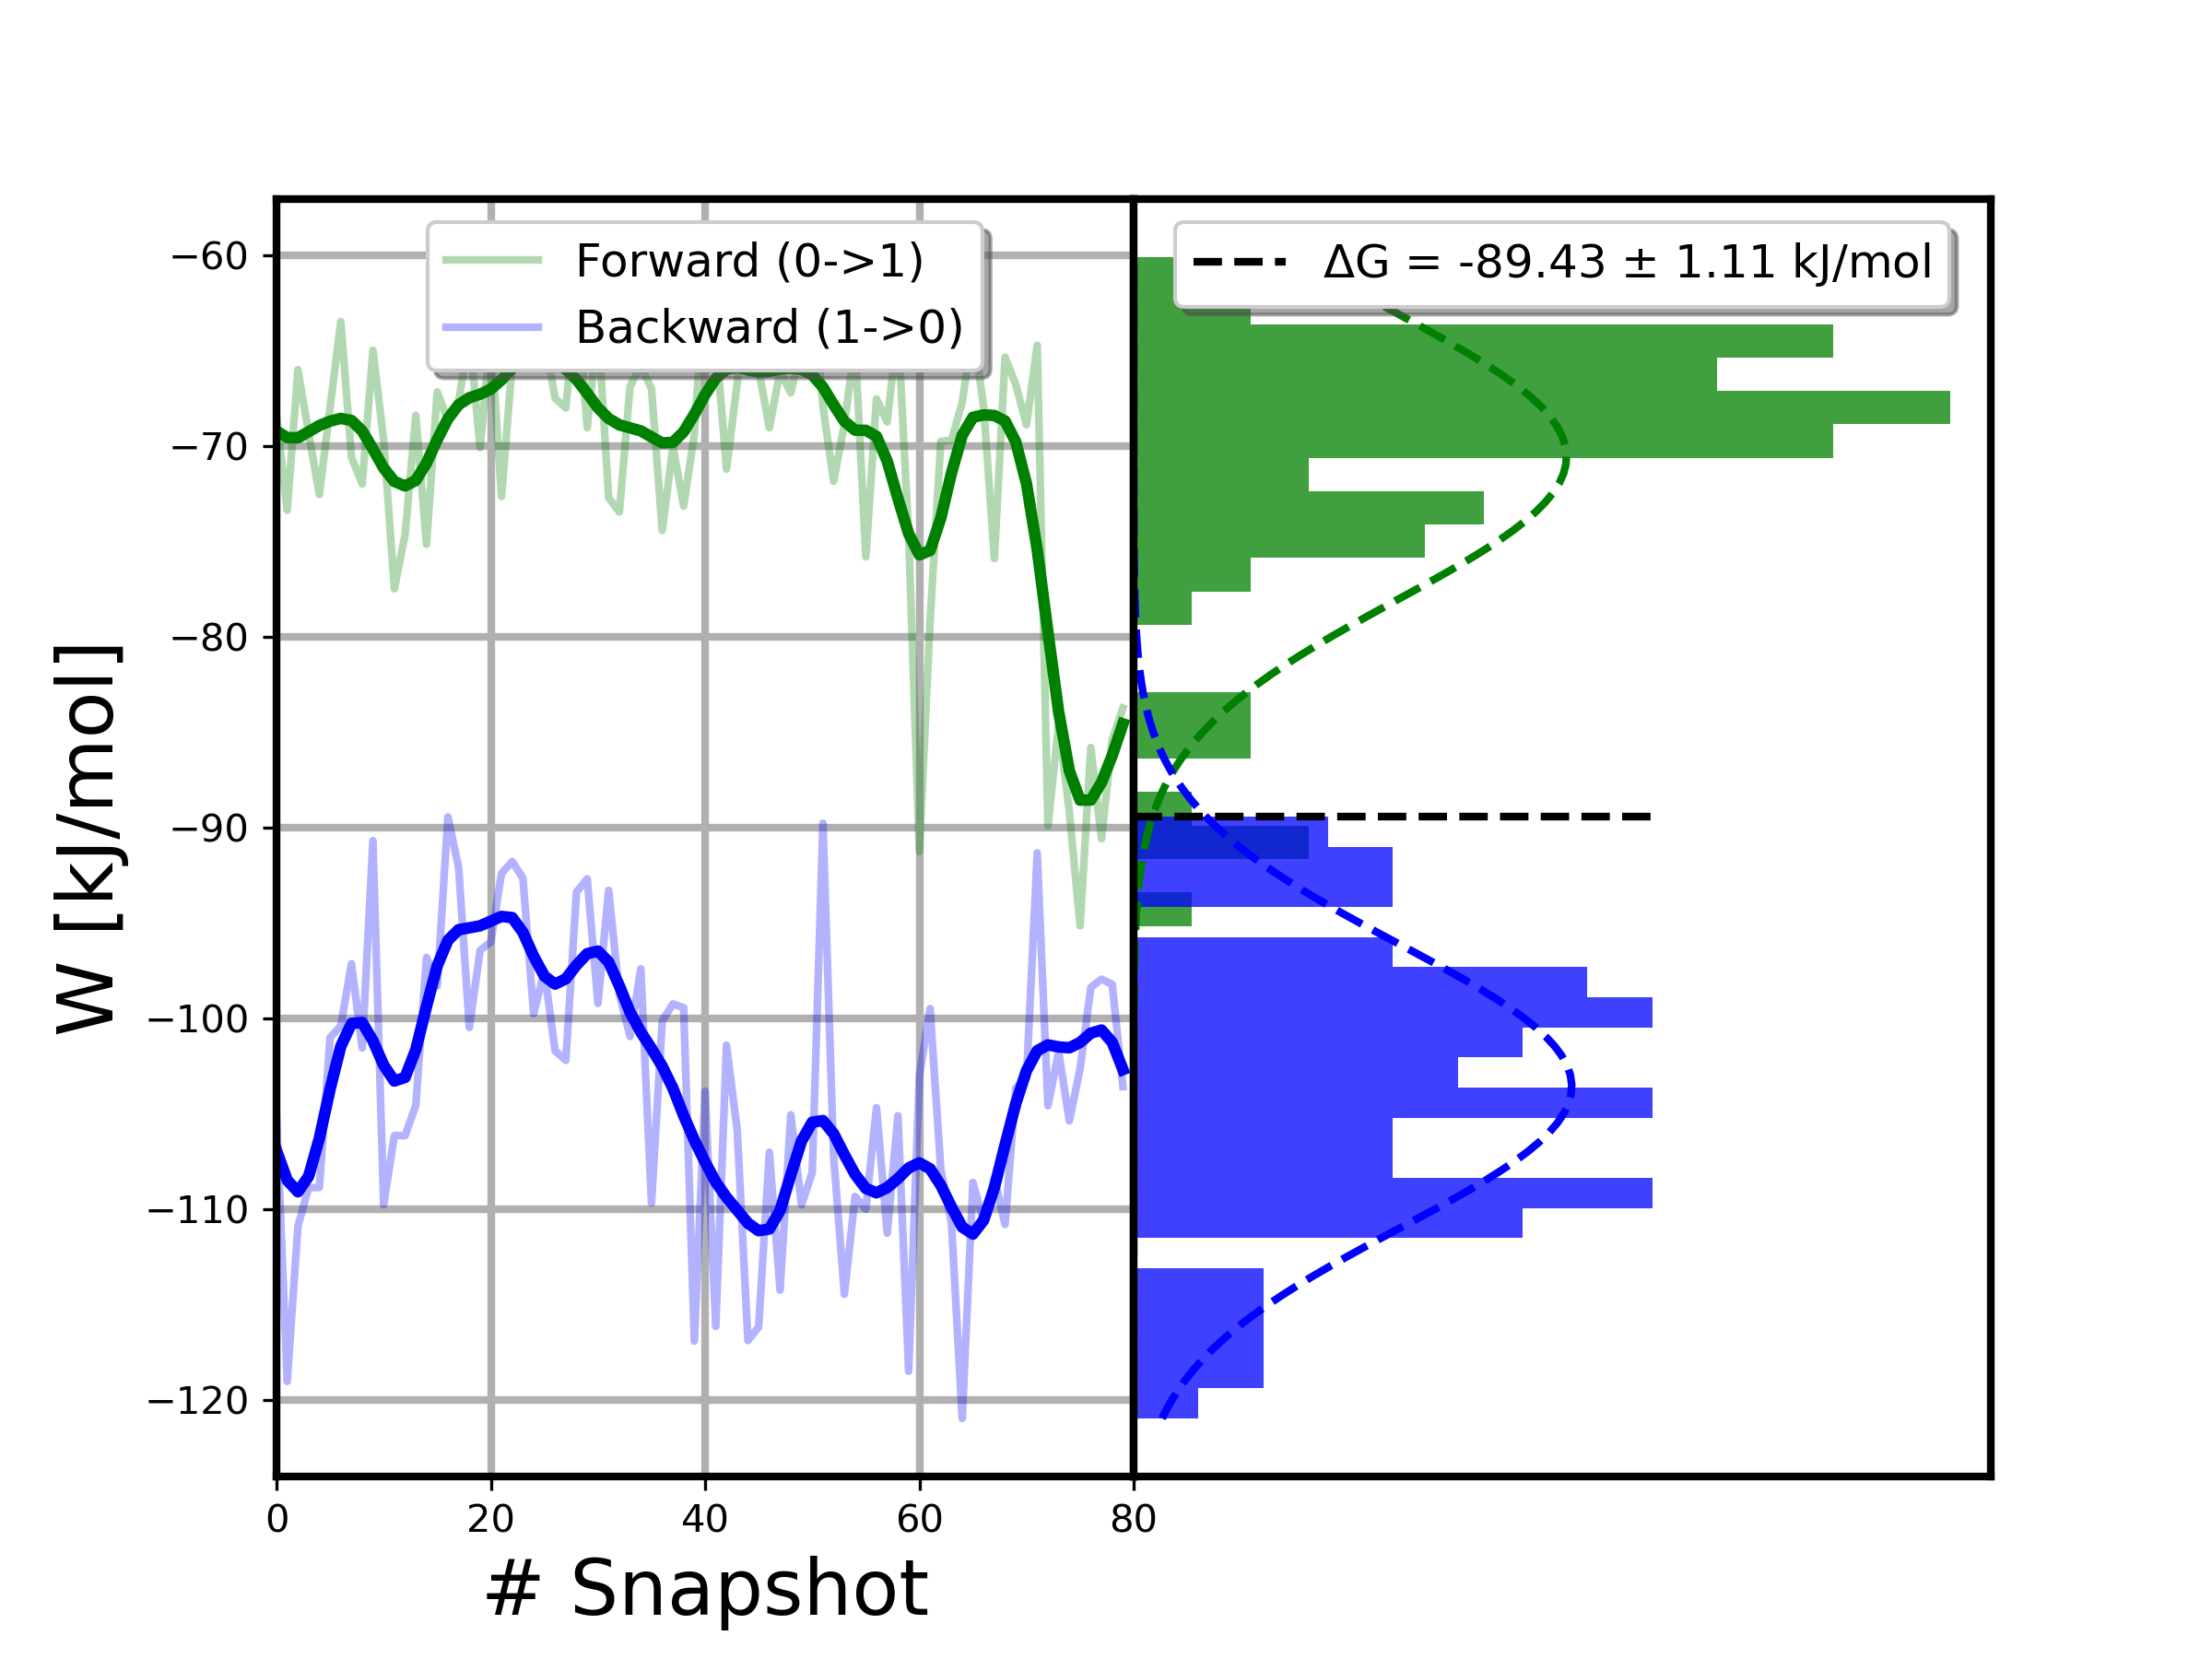 Forward (0->1)
Backward (1->0)
ΔG = -89.43 ± 1.11 kJ/mol
W [kJ/mol]
−60
−70
−80
−90
−100
−110
−120
0 20 40 60 80
# Snapshot